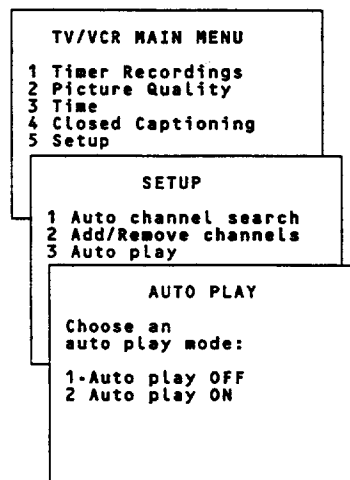 TV/VCR MAIN MENU
1 Timer Recordings
2 Picture Quality
3 Time
4 Closed Captioning
5 Setup
SETUP
1 Auto channel search
2 Add/Remove channels
3 Auto play
AUTO PLAY
Choose an
auto play mode:
1-Auto play OFF
2 Auto play ON